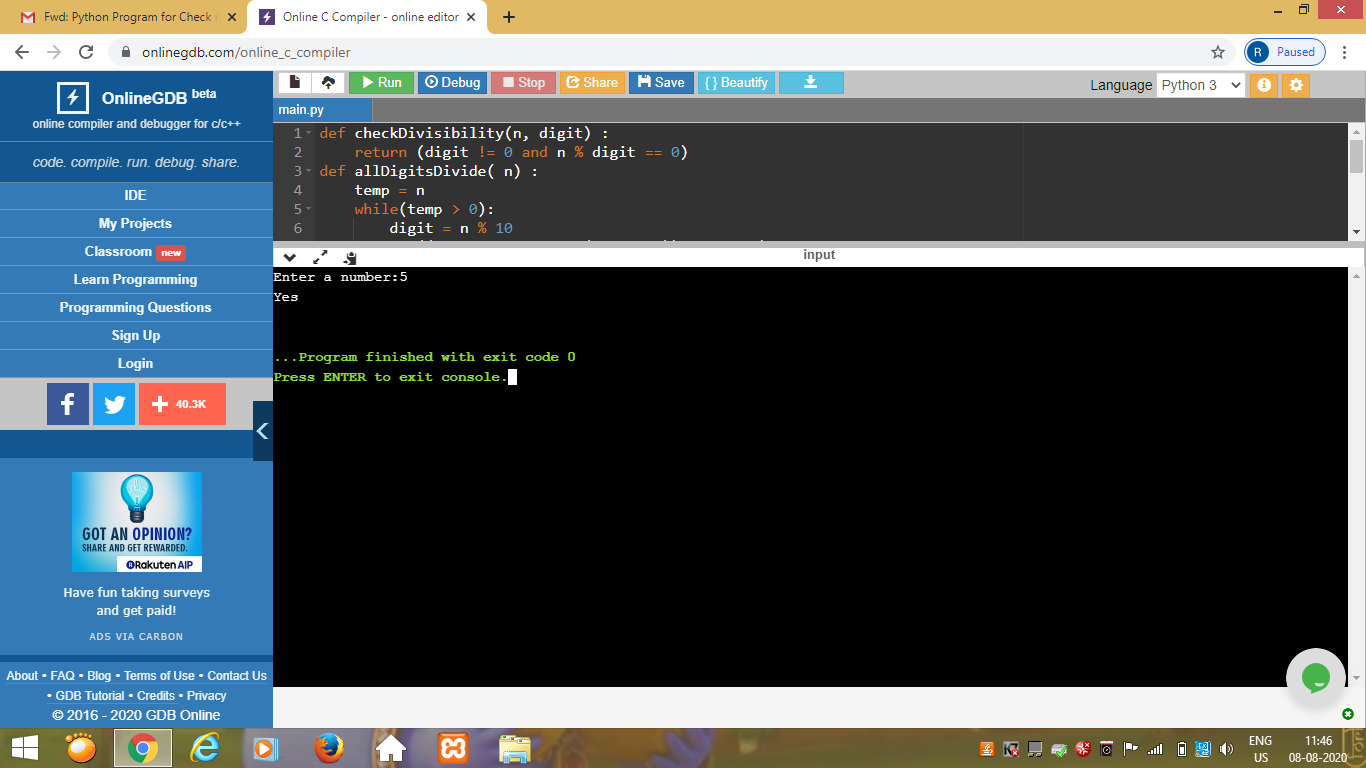 Fwd: Python Program for Check
Online C Compiler - online editor
onlinegdb.com/online_c_compiler
R Paused
OnlineGDB beta
online compiler and debugger for c/c++
code. compile. run. debug. share.
IDE
My Projects
Classroom new
Learn Programming
Programming Questions
Sign Up
Login
40.3K
GOT AN OPINION?
SHARE AND GET REWARDED.
Rakuten AIP
Have fun taking surveys
and get paid!
ADS VIA CARBON
About • FAQ • Blog • Terms of Use • Contact Us
• GDB Tutorial • Credits • Privacy
© 2016 - 2020 GDB Online
Run Debug Stop Share Save { } Beautify
Language Python 3
main.py
1 def checkDivisibility(n, digit) :
2 return (digit != 0 and n % digit == 0)
3 def allDigitsDivide( n) :
4 temp = n
5 while(temp > 0):
6 digit = n % 10
input
Enter a number:5
Yes
...Program finished with exit code 0
Press ENTER to exit console.
ENG
US
11:46
08-08-2020